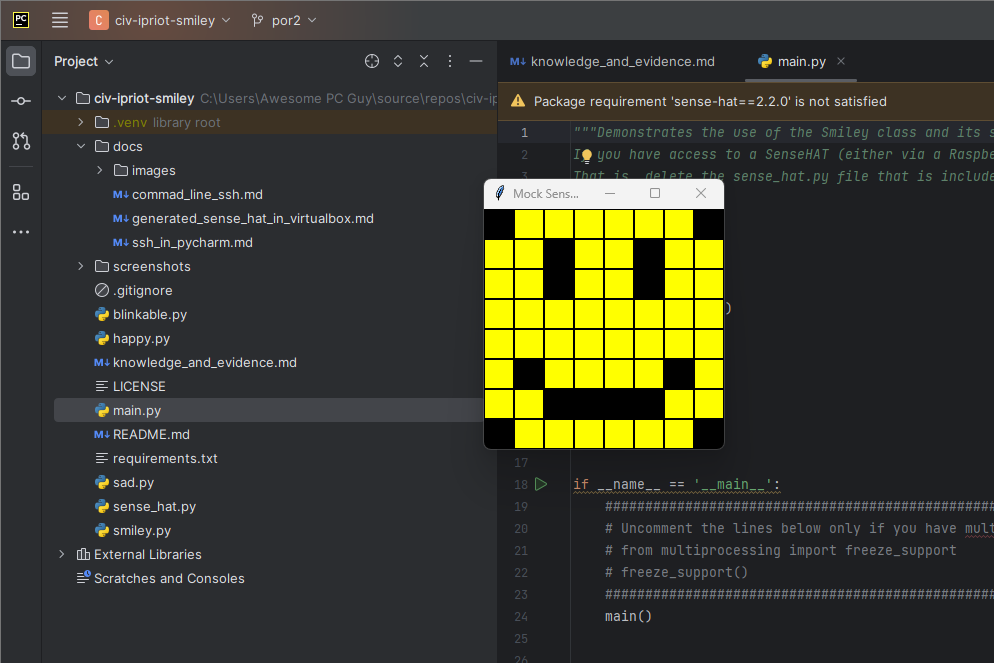 PC
C civ-ipriot-smiley por2
Project
knowledge_and_evidence.md
main.py
Package requirement 'sense-hat==2.2.0' is not satisfied
civ-ipriot-smiley C:\Users\Awesome PC Guy\source\repos\civ-ip
.venv library root
docs
images
M↓ commad_line_ssh.md
M↓ generated_sense_hat_in_virtualbox.md
M↓ ssh_in_pycharm.md
screenshots
.gitignore
blinkable.py
happy.py
M↓ knowledge_and_evidence.md
LICENSE
main.py
M↓ README.md
requirements.txt
sad.py
sense_hat.py
smiley.py
External Libraries
Scratches and Consoles
1 """Demonstrates the use of the Smiley class and its s
2 I you have access to a SenseHAT (either via a Raspbe
3 That is, delete the sense_hat.py file that is include
Mock Sens...
)
17
18 if __name__ == '__main__':
19 #################################################
20 # Uncomment the lines below only if you have mult
21 # from multiprocessing import freeze_support
22 # freeze_support()
23 #################################################
24 main()
25
26